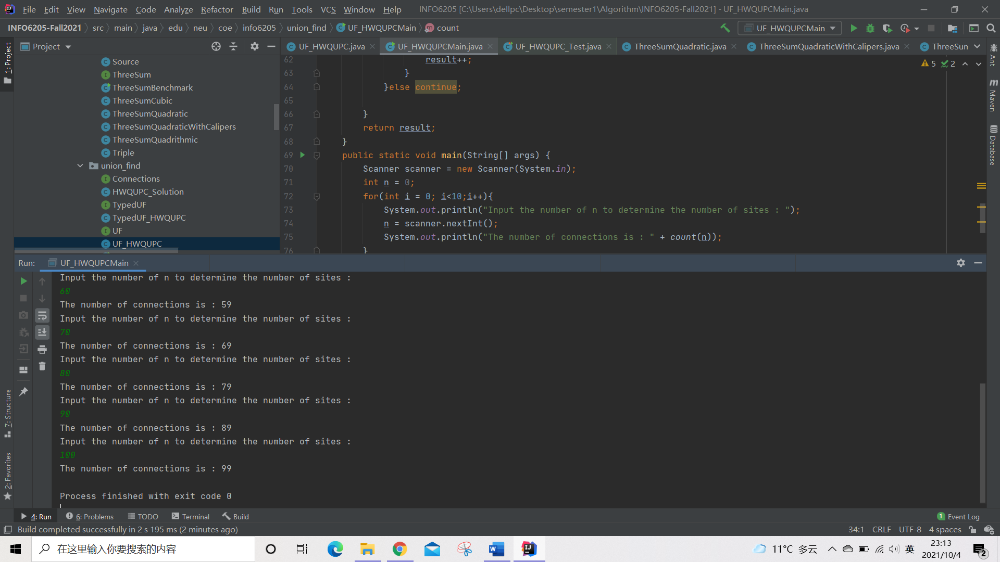 File Edit View Navigate Code Analyze Refactor Build Run Tools VCS Window Help INFO6205 [C:\Users\dellpc\Desktop\semester1\Algorithm\INFO6205-Fall2021] - UF_HWQUPCMain.java
INFO6205-Fall2021 src main java edu neu coe info6205 union_find UF_HWQUPCMain count UF_HWQUPCMain
1: Project
Project
UF_HWQUPC.java UF_HWQUPCMain.java UF_HWQUPC_Test.java ThreeSumQuadratic.java ThreeSumQuadraticWithCalipers.java ThreeSum
Source
ThreeSum
ThreeSumBenchmark
ThreeSumCubic
ThreeSumQuadratic
ThreeSumQuadraticWithCalipers
ThreeSumQuadrithmic
Triple
union_find
Connections
HWQUPC_Solution
TypedUF
TypedUF_HWQUPC
UF
UF_HWQUPC
5 2
62 result++;
63 }
64 }else continue;
65
66 }
67 return result;
68 }
69 public static void main(String[] args) {
70 Scanner scanner = new Scanner(System.in);
71 int n = 0;
72 for(int i = 0; i<10;i++){
73 System.out.println("Input the number of n to determine the number of sites : ");
74 n = scanner.nextInt();
75 System.out.println("The number of connections is : " + count(n));
76 }
Ant
Maven
Database
Run: UF_HWQUPCMain
Input the number of n to determine the number of sites :
60
The number of connections is : 59
Input the number of n to determine the number of sites :
70
The number of connections is : 69
Input the number of n to determine the number of sites :
80
The number of connections is : 79
Input the number of n to determine the number of sites :
90
The number of connections is : 89
Input the number of n to determine the number of sites :
100
The number of connections is : 99
Process finished with exit code 0
7: Structure
2: Favorites
4: Run 6: Problems TODO Terminal Build 1 Event Log
Build completed successfully in 2 s 195 ms (2 minutes ago) 34:1 CRLF UTF-8 4 spaces
在这里输入你要搜索的内容
11°C 多云 英
23:13
2021/10/4
2